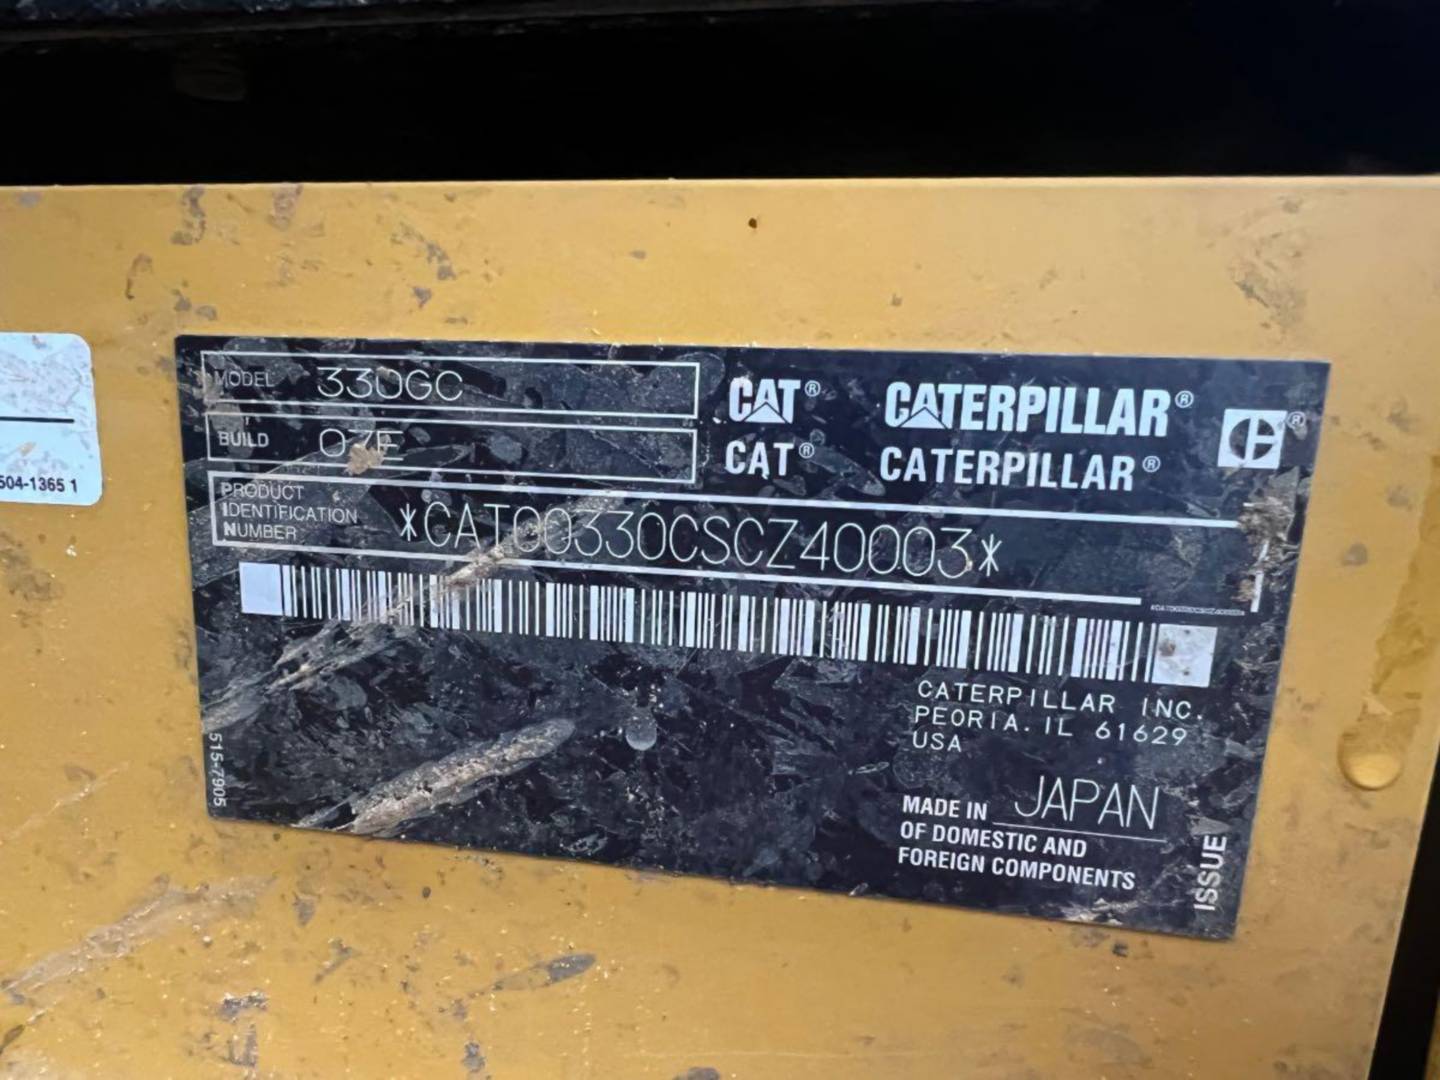 MODEL 330GC
BUILD 07E
CAT® CATERPILLAR®
CAT® CATERPILLAR®
PRODUCT
IDENTIFICATION
NUMBER
*CAT00330CSCZ40003*
504-1365 1
CATERPILLAR INC.
PEORIA. IL 61629
USA
515-7905
MADE IN JAPAN
OF DOMESTIC AND
FOREIGN COMPONENTS
ISSUE